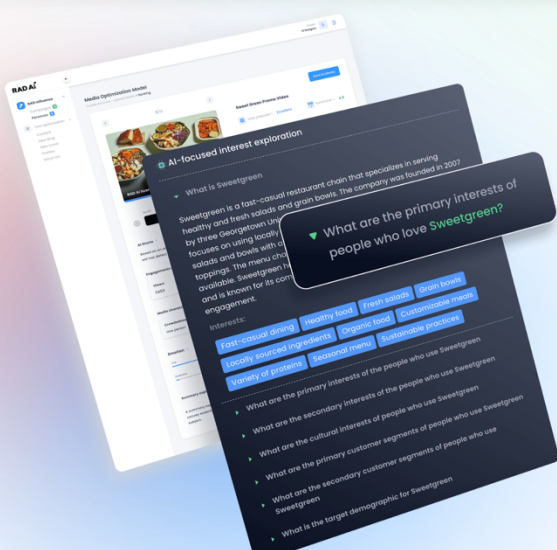 RAD AI
RAD Influence
Personas
Media Optimization Model
Sweet Green Promo Video
AI-focused Interest exploration
What is Sweetgreen
Sweetgreen is a fast-casual restaurant chain that specializes in serving
healthy and fresh salads and grain bowls. The company was founded in 2007
by three Georgetown Uni
focuses on using locally
salads and bowls with a
toppings. The menu cha
available. Sweetgreen h
and is known for its com
engagement.
What are the primary interests of
people who love Sweetgreen?
Interests:
Fast-casual dining Healthy food Fresh salads Grain bowls
Locally sourced ingredients Organic food Customizable meals
Variety of proteins Seasonal menu Sustainable practices
What are the primary interests of the people who use Sweetgreen
What are the secondary interests of the people who use Sweetgreen
What are the cultural interests of people who use Sweetgreen
What are the primary customer segments of people who use Sweetgreen
What are the secondary customer segments of people who use
Sweetgreen
What is the target demographic for Sweetgreen